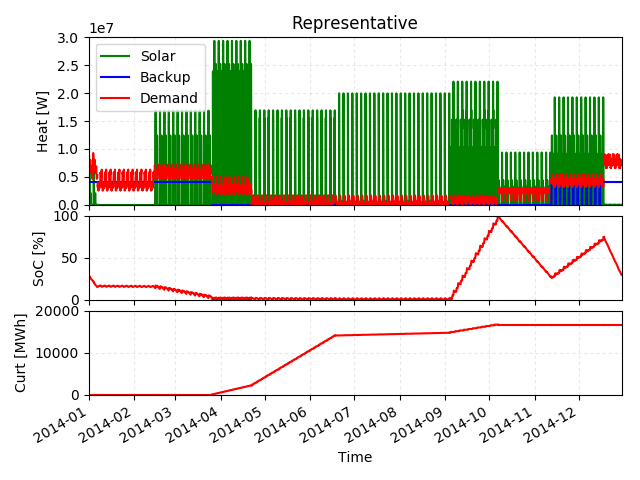 Representative
1e7
3.0
2.5
2.0
1.5
1.0
0.5
0.0
Heat [W]
Solar
Backup
Demand
100
50
0
SoC [%]
20000
10000
0
Curt [MWh]
2014-01
2014-02
2014-03
2014-04
2014-05
2014-06
2014-07
2014-08
2014-09
2014-10
2014-11
2014-12
Time